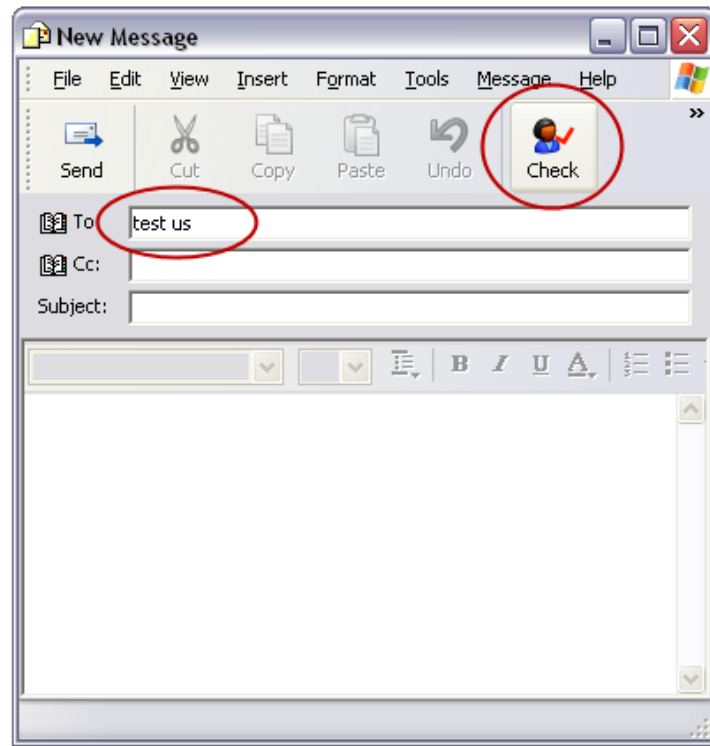 New Message
File Edit View Insert Format Tools Message Help
Send Cut Copy Paste Undo Check »
To test us
Cc:
Subject:
B I U A